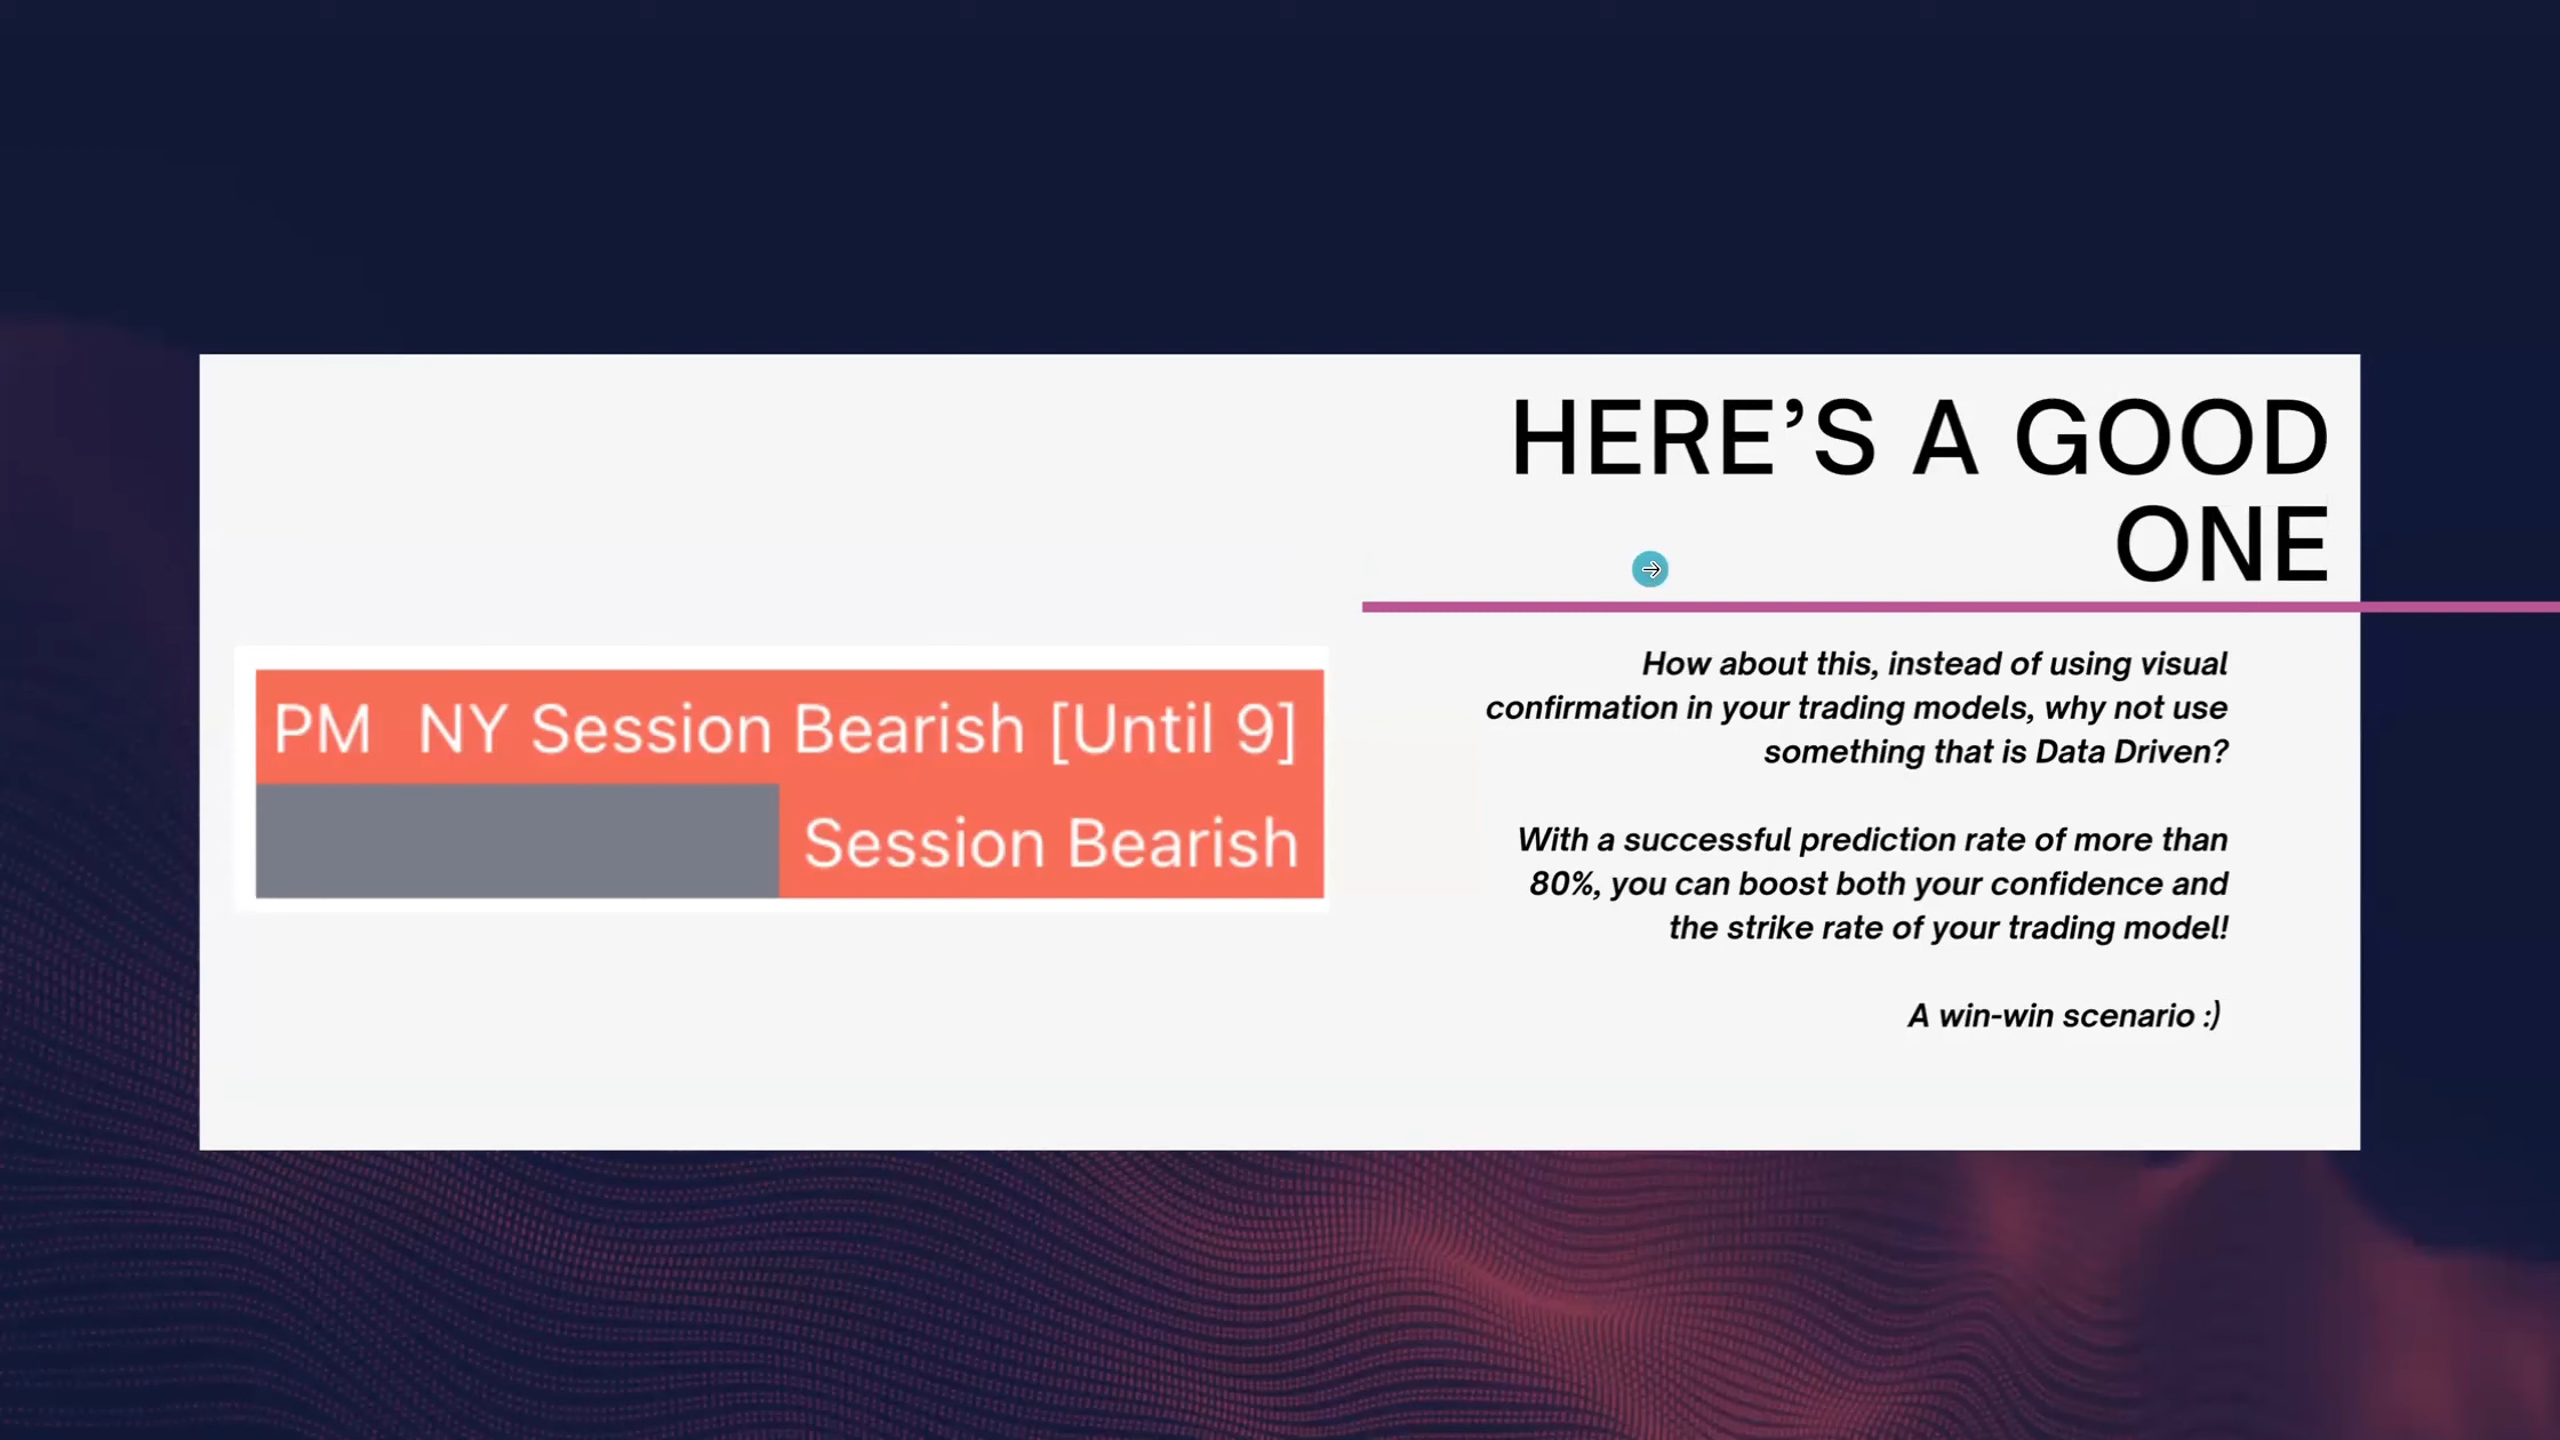 HERE’S A GOOD
ONE
PM NY Session Bearish [Until 9]
Session Bearish
How about this, instead of using visual
confirmation in your trading models, why not use
something that is Data Driven?
With a successful prediction rate of more than
80%, you can boost both your confidence and
the strike rate of your trading model!
A win-win scenario :)